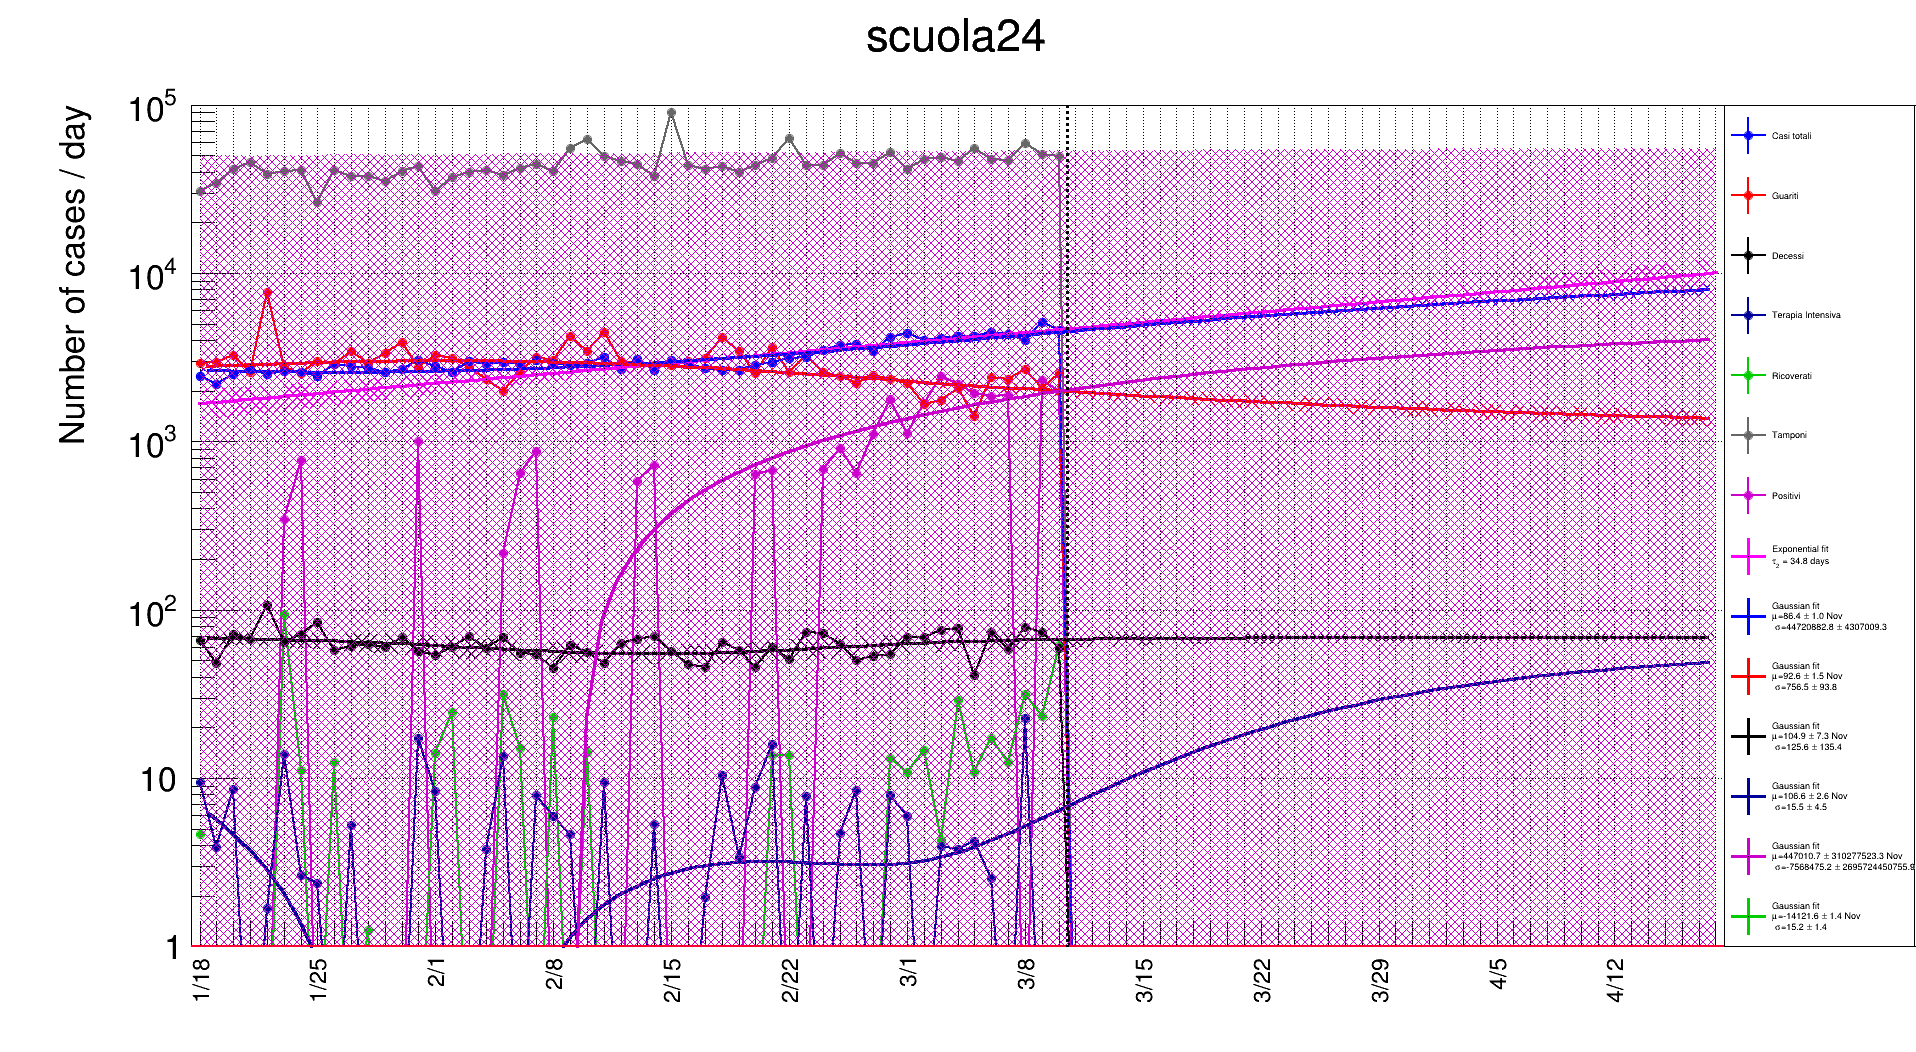 scuola24
Number of cases / day
10^5
10^4
10^3
10^2
10
1
1/18
1/25
2/1
2/8
2/15
2/22
3/1
3/8
3/15
3/22
3/29
4/5
4/12
Casi totali
Guariti
Decessi
Terapia Intensiva
Ricoverati
Tamponi
Positivi
Exponential fit
τ₂ = 34.8 days
Gaussian fit
μ=86.4 ± 1.0 Nov
σ=44720882.8 ± 4307009.3
Gaussian fit
μ=92.6 ± 1.5 Nov
σ=756.5 ± 93.8
Gaussian fit
μ=104.9 ± 7.3 Nov
σ=125.6 ± 135.4
Gaussian fit
μ=106.6 ± 2.6 Nov
σ=15.5 ± 4.5
Gaussian fit
μ=447010.7 ± 310277523.3 Nov
σ=-7568475.2 ± 2695724450755.9
Gaussian fit
μ=-14121.6 ± 1.4 Nov
σ=15.2 ± 1.4